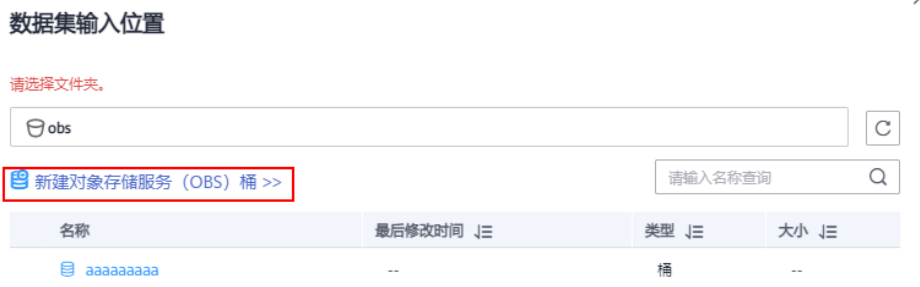 数据集输入位置
请选择文件夹。
obs
新建对象存储服务（OBS）桶 >>
请输入名称查询
名称 最后修改时间 类型 大小
aaaaaaaaa -- 桶 --